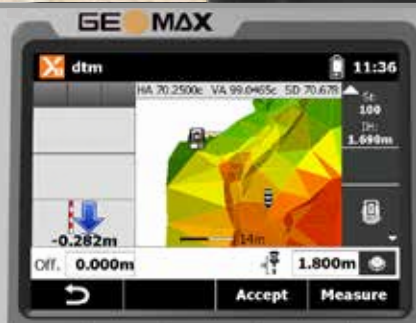 GEOMAX
dtm
11:36
HA 70.2500c VA 99.0465c SD 70.678
St:
100
IH:
1.690m
-0.282m
14m
Off. 0.000m
1.800m
Accept
Measure